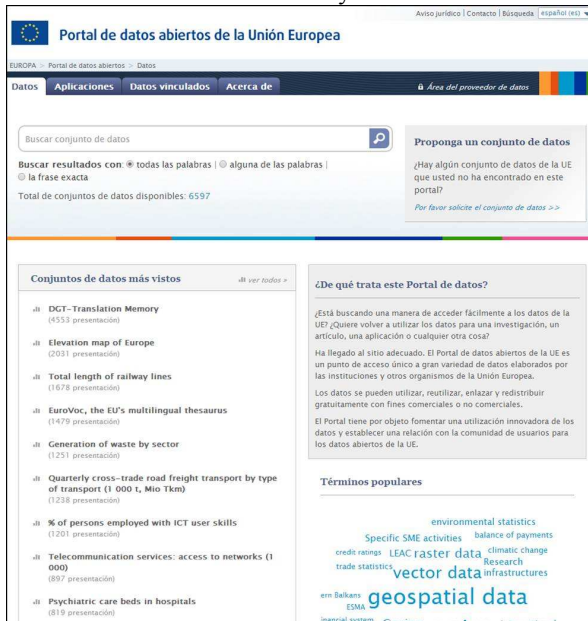 Aviso jurídico | Contacto | Búsqueda español (es)
Portal de datos abiertos de la Unión Europea
EUROPA > Portal de datos abiertos > Datos
Datos Aplicaciones Datos vinculados Acerca de Área del proveedor de datos
Buscar conjunto de datos
Buscar resultados con: todas las palabras | alguna de las palabras |
la frase exacta
Total de conjuntos de datos disponibles: 6597
Proponga un conjunto de datos
¿Hay algún conjunto de datos de la UE
que usted no ha encontrado en este
portal?
Por favor solicite el conjunto de datos >>
Conjuntos de datos más vistos ver todos »
DGT-Translation Memory
(4553 presentación)
Elevation map of Europe
(2031 presentación)
Total length of railway lines
(1678 presentación)
EuroVoc, the EU's multilingual thesaurus
(1479 presentación)
Generation of waste by sector
(1251 presentación)
Quarterly cross-trade road freight transport by type
of transport (1 000 t, Mio Tkm)
(1238 presentación)
% of persons employed with ICT user skills
(1201 presentación)
Telecommunication services: access to networks (1
000)
(897 presentación)
Psychiatric care beds in hospitals
(819 presentación)
¿De qué trata este Portal de datos?
¿Está buscando una manera de acceder fácilmente a los datos de la
UE? ¿Quiere volver a utilizar los datos para una investigación, un
artículo, una aplicación o cualquier otra cosa?
Ha llegado al sitio adecuado. El Portal de datos abiertos de la UE es
un punto de acceso único a gran variedad de datos elaborados por
las instituciones y otros organismos de la Unión Europea.
Los datos se pueden utilizar, reutilizar, enlazar y redistribuir
gratuitamente con fines comerciales o no comerciales.
El Portal tiene por objeto fomentar una utilización innovadora de los
datos y establecer una relación con la comunidad de usuarios para
los datos abiertos de la UE.
Términos populares
environmental statistics
Specific SME activities balance of payments
credit ratings LEAC raster data climatic change
trade statistics vector data Research
infrastructures
ern Balkans geospatial data
ESMA